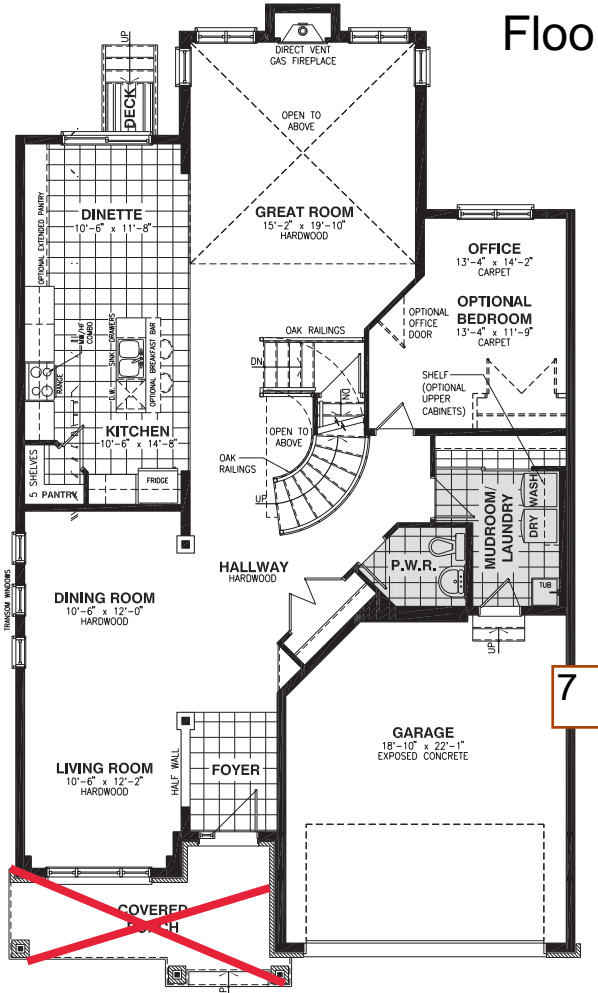 Floo
UP
DECK
DIRECT VENT
GAS FIREPLACE
OPEN TO
ABOVE
OPTIONAL EXTENDED PANTRY
DINETTE
10'-6" x 11'-8"
GREAT ROOM
15'-2" x 19'-10"
HARDWOOD
OFFICE
13'-4" x 14'-2"
CARPET
OPTIONAL
BEDROOM
13'-4" x 11'-9"
CARPET
OPTIONAL
OFFICE
DOOR
OAK RAILINGS
MW/HF
COMBO
RANGE
SINK
DRAWERS
D.W.
OPTIONAL BREAKFAST BAR
DN
DN
SHELF
(OPTIONAL
UPPER
CABINETS)
KITCHEN
10'-6" x 14'-8"
OPEN TO
ABOVE
OAK
RAILINGS
UP
5 SHELVES
PANTRY
FRIDGE
MUDROOM/
LAUNDRY
DRY
WASH
TUB
P.W.R.
HALLWAY
HARDWOOD
TRANSOM WINDOWS
DINING ROOM
10'-6" x 12'-0"
HARDWOOD
UP
7
GARAGE
18'-10" x 22'-1"
EXPOSED CONCRETE
LIVING ROOM
10'-6" x 12'-2"
HARDWOOD
HALF WALL
FOYER
COVERED
PORCH